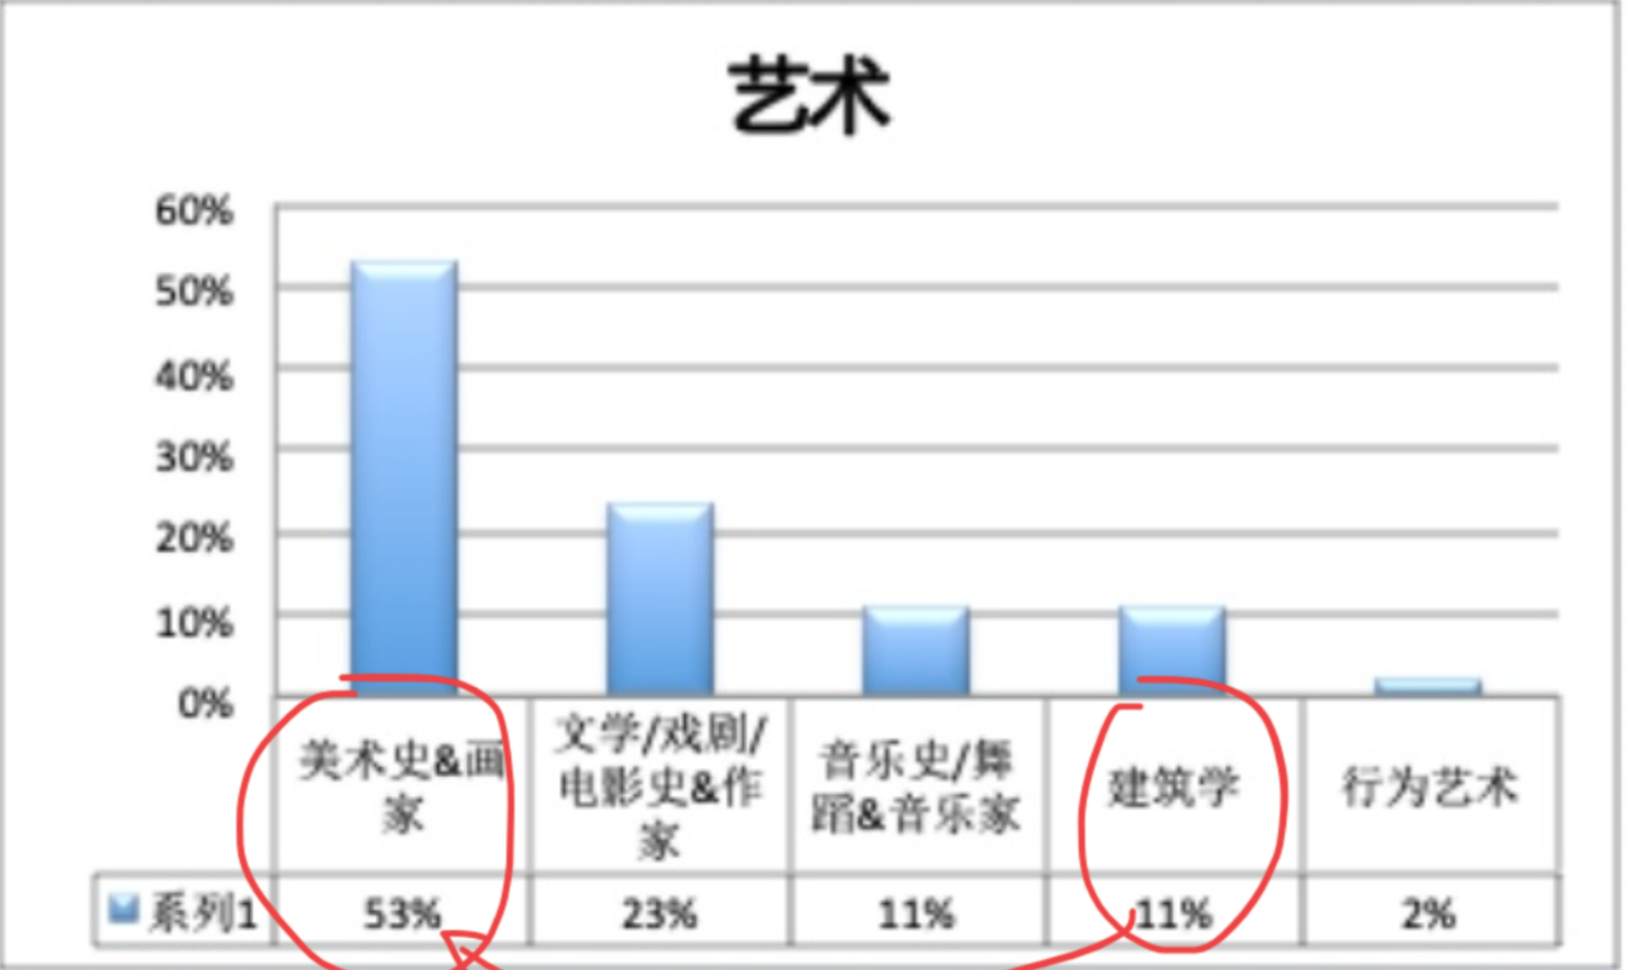 艺术
60%
50%
40%
30%
20%
10%
0%
美术史&画
家
文学/戏剧/
电影史&作
家
音乐史/舞
蹈&音乐家
建筑学
行为艺术
系列1
53%
23%
11%
11%
2%